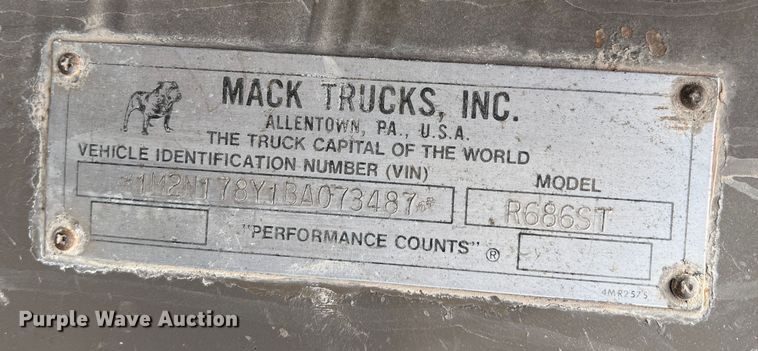 MACK TRUCKS, INC.
ALLENTOWN, PA., U.S.A.
THE TRUCK CAPITAL OF THE WORLD
VEHICLE IDENTIFICATION NUMBER (VIN) MODEL
*1M2N178Y1BA073487* R686ST
"PERFORMANCE COUNTS" ®
4MR257S
Purple Wave Auction